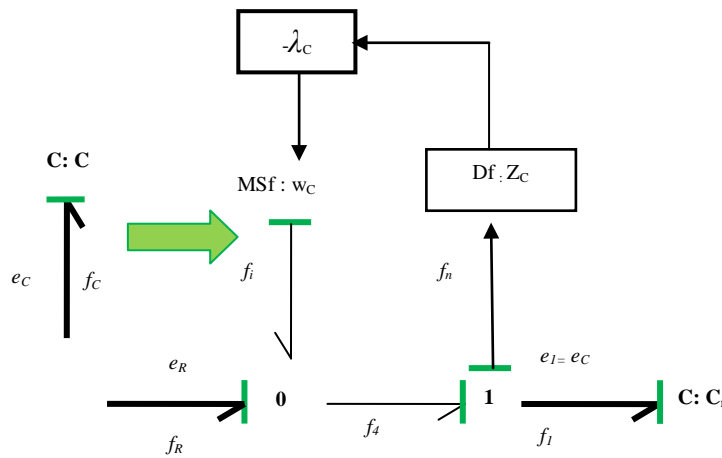 -λC
C: C
MSf : wC
Df : ZC
eC
fC
fi
fn
eR
e1= eC
0
1
fR
f4
f1